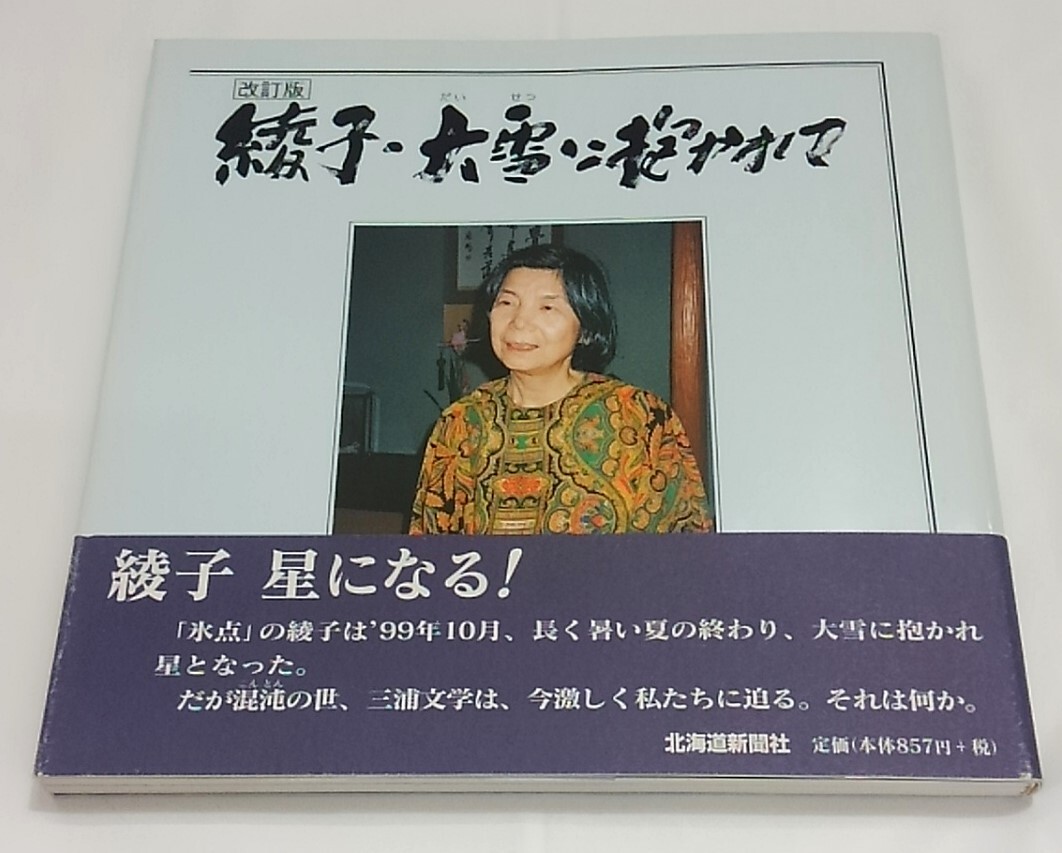 改訂版
だい せつ
綾子・大雪に抱かれて
綾子 星になる!
「氷点」の綾子は'99年10月、長く暑い夏の終わり、大雪に抱かれ
星となった。
こんとん
だが混沌の世、三浦文学は、今激しく私たちに迫る。それは何か。
北海道新聞社 定価(本体857円+税)